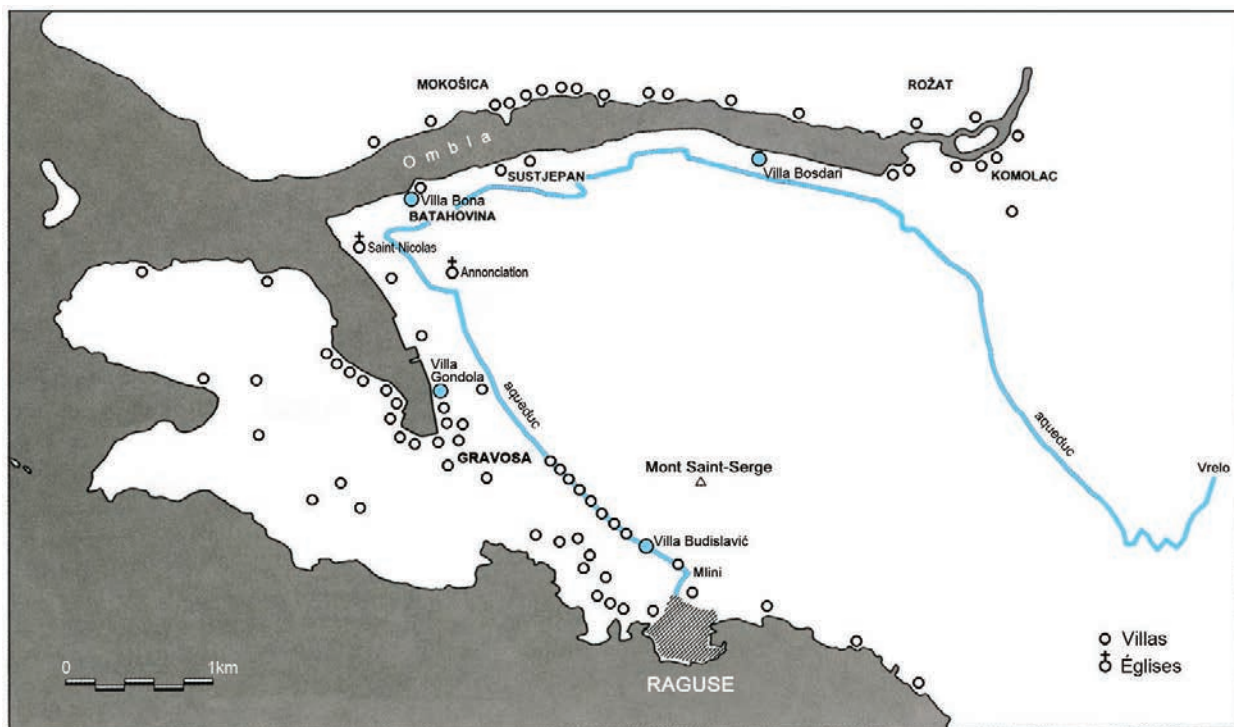 MOKOŠICA
ROŽAT
Ombla
SUSTJEPAN
Villa Bosdari
KOMOLAC
Villa Bona
BATAHOVINA
Saint-Nicolas
Annonciation
Villa
Gondola
aqueduc
aqueduc
GRAVOSA
Mont Saint-Serge
Vrelo
Villa Budislavić
Mlini
Villas
Églises
0 1km
RAGUSE